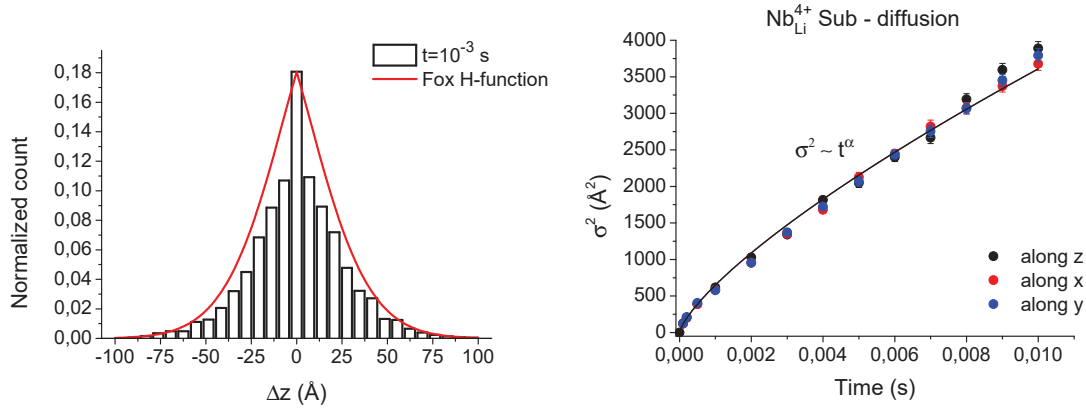 t=10⁻³ s
Fox H-function
0,18
0,16
0,14
0,12
0,10
0,08
0,06
0,04
0,02
0,00
Normalized count
-100 -75 -50 -25 0 25 50 75 100
Δz (Å)
Nb⁴⁺Li Sub - diffusion
4000
3500
3000
2500
2000
1500
1000
500
0
σ² (Å²)
σ² ~ t^α
along z
along x
along y
0,000 0,002 0,004 0,006 0,008 0,010
Time (s)